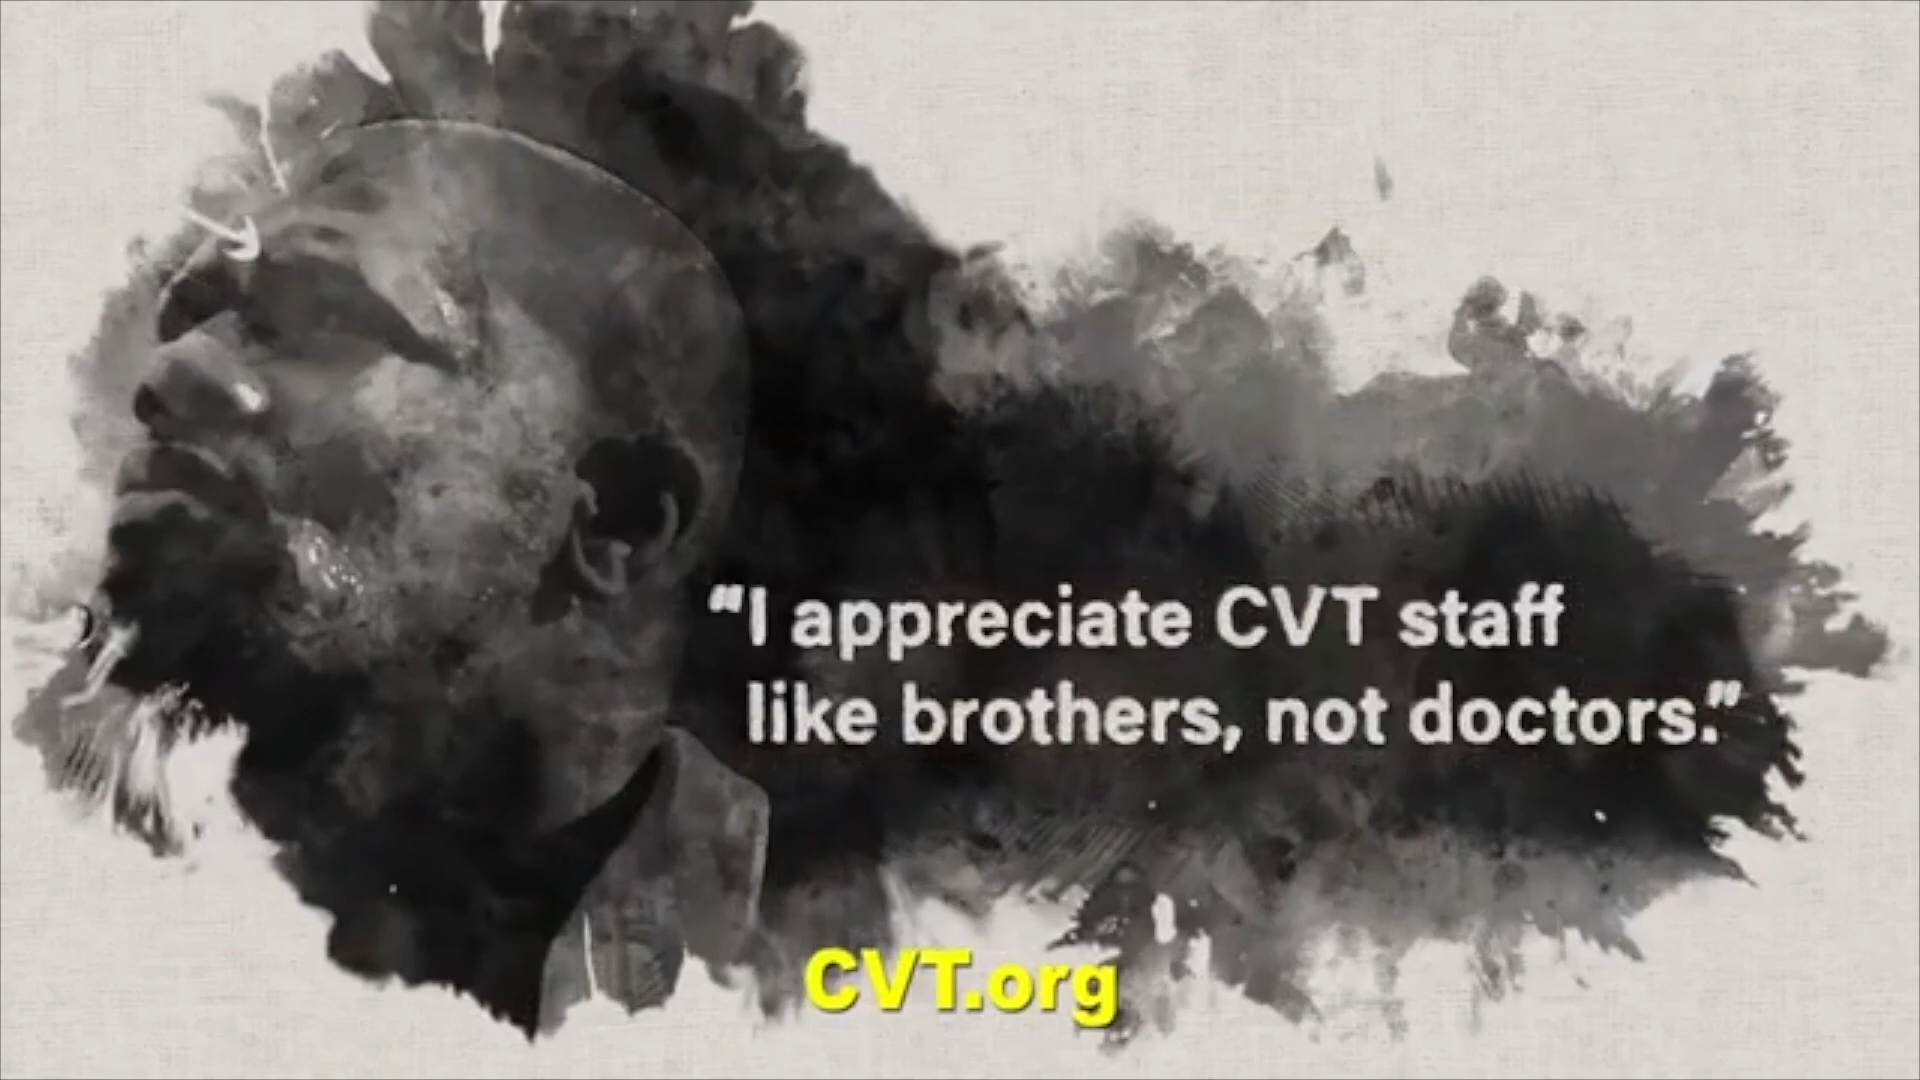 “I appreciate CVT staff
like brothers, not doctors.”
CVT.org